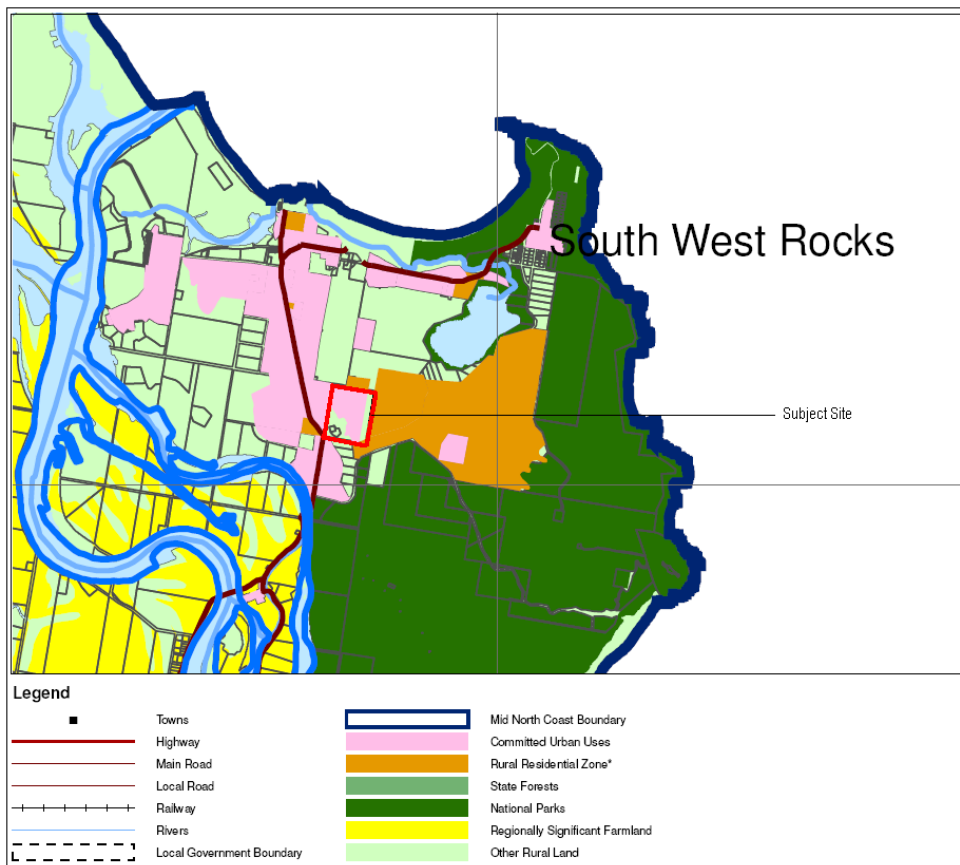 South West Rocks
Subject Site
Legend
Towns
Highway
Main Road
Local Road
Railway
Rivers
Local Government Boundary
Mid North Coast Boundary
Committed Urban Uses
Rural Residential Zone*
State Forests
National Parks
Regionally Significant Farmland
Other Rural Land